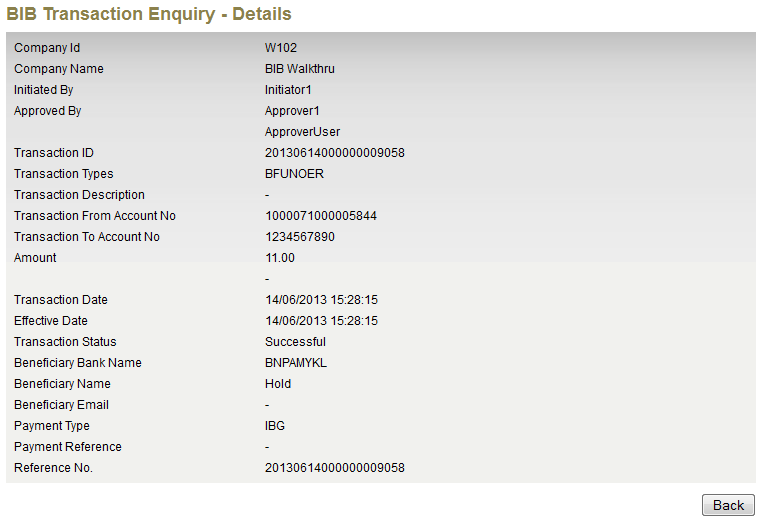 BIB Transaction Enquiry - Details
Company Id W102
Company Name BIB Walkthru
Initiated By Initiator1
Approved By Approver1
ApproverUser
Transaction ID 20130614000000009058
Transaction Types BFUNOER
Transaction Description -
Transaction From Account No 1000071000005844
Transaction To Account No 1234567890
Amount 11.00
-
Transaction Date 14/06/2013 15:28:15
Effective Date 14/06/2013 15:28:15
Transaction Status Successful
Beneficiary Bank Name BNPAMYKL
Beneficiary Name Hold
Beneficiary Email -
Payment Type IBG
Payment Reference -
Reference No. 20130614000000009058
Back